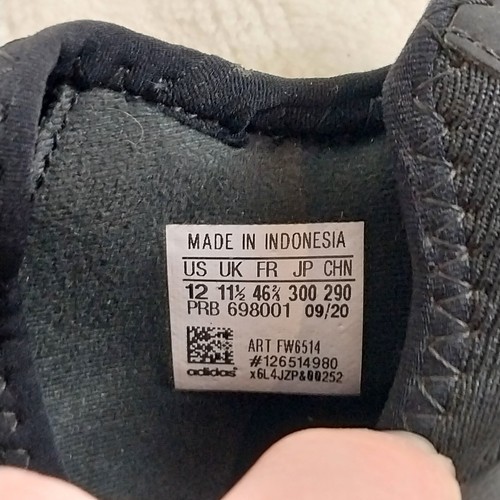 MADE IN INDONESIA
US UK FR JP CHN
12 11½ 46⅔ 300 290
PRB 698001 09/20
ART FW6514
#126514980
adidas x6L4JZP&00252